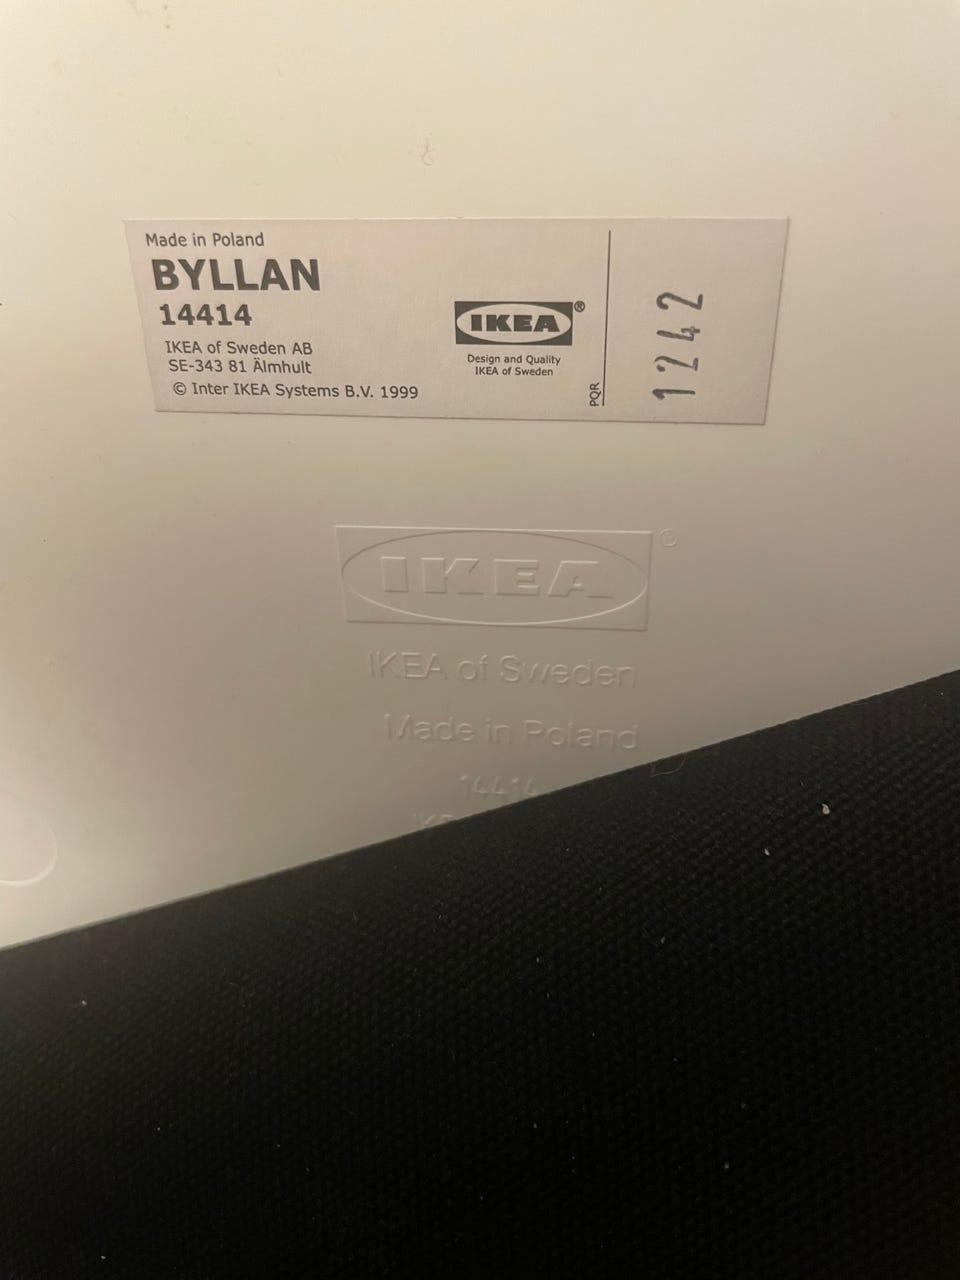 Made in Poland
BYLLAN
14414
IKEA of Sweden AB
SE-343 81 Älmhult
© Inter IKEA Systems B.V. 1999
IKEA®
Design and Quality
IKEA of Sweden
PQR
1242
IKEA®
IKEA of Sweden
Made in Poland
14414